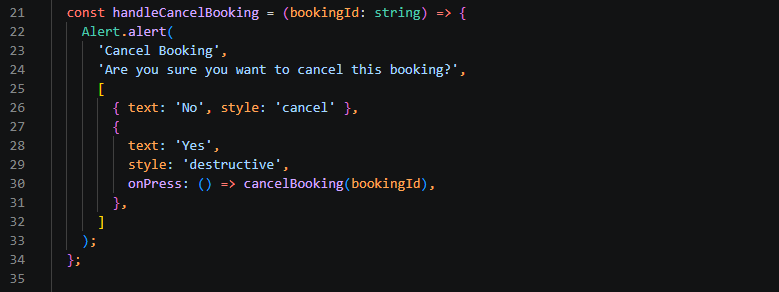 21 const handleCancelBooking = (bookingId: string) => {
22 Alert.alert(
23 'Cancel Booking',
24 'Are you sure you want to cancel this booking?',
25 [
26 { text: 'No', style: 'cancel' },
27 {
28 text: 'Yes',
29 style: 'destructive',
30 onPress: () => cancelBooking(bookingId),
31 },
32 ]
33 );
34 };
35